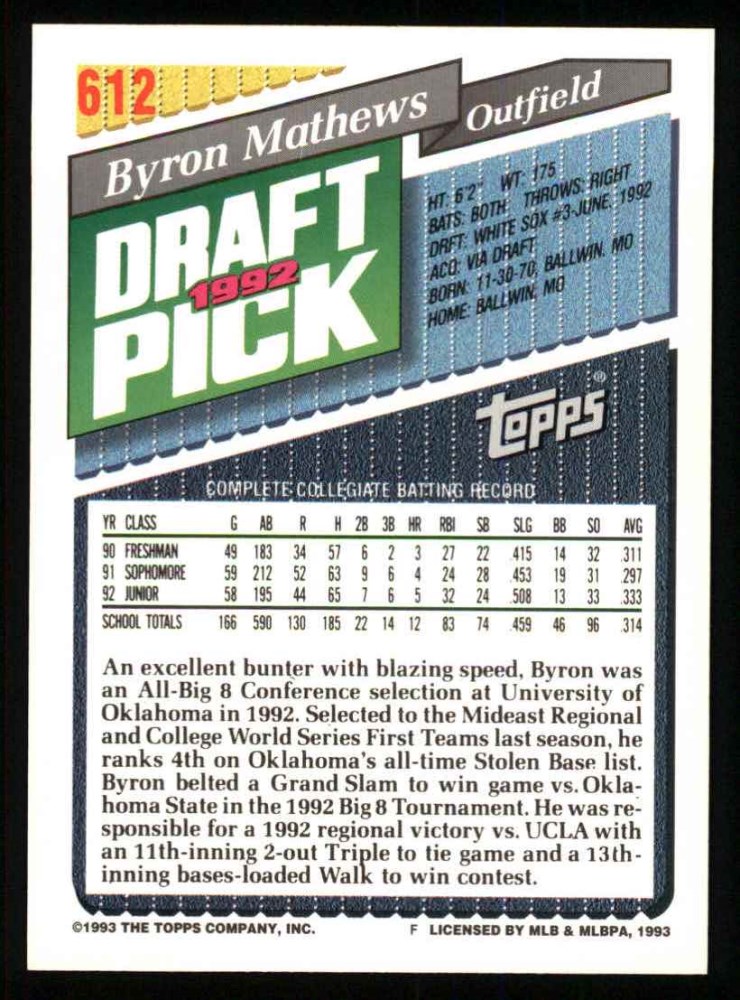 612
Byron Mathews
Outfield
DRAFT
1992
PICK
HT: 6'2" WT: 175
BATS: BOTH THROWS: RIGHT
DRFT: WHITE SOX #3-JUNE, 1992
ACQ: VIA DRAFT
BORN: 11-30-70, BALLWIN, MO
HOME: BALLWIN, MO
topps®
COMPLETE COLLEGIATE BATTING RECORD
YR CLASS G AB R H 2B 3B HR RBI SB SLG BB SO AVG
90 FRESHMAN 49 183 34 57 6 2 3 27 22 .415 14 32 .311
91 SOPHOMORE 59 212 52 63 9 6 4 24 28 .453 19 31 .297
92 JUNIOR 58 195 44 65 7 6 5 32 24 .508 13 33 .333
SCHOOL TOTALS 166 590 130 185 22 14 12 83 74 .459 46 96 .314
An excellent bunter with blazing speed, Byron was
an All-Big 8 Conference selection at University of
Oklahoma in 1992. Selected to the Mideast Regional
and College World Series First Teams last season, he
ranks 4th on Oklahoma's all-time Stolen Base list.
Byron belted a Grand Slam to win game vs. Okla-
homa State in the 1992 Big 8 Tournament. He was re-
sponsible for a 1992 regional victory vs. UCLA with
an 11th-inning 2-out Triple to tie game and a 13th-
inning bases-loaded Walk to win contest.
©1993 THE TOPPS COMPANY, INC.
F LICENSED BY MLB & MLBPA, 1993